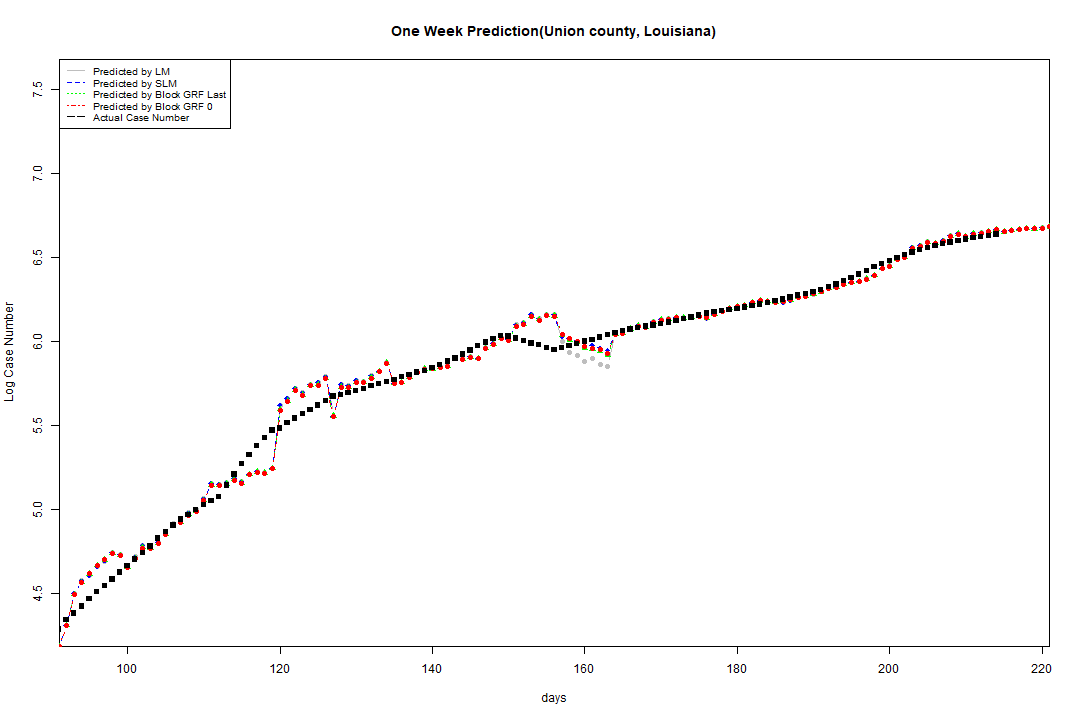 One Week Prediction(Union county, Louisiana)
Predicted by LM
Predicted by SLM
Predicted by Block GRF Last
Predicted by Block GRF 0
Actual Case Number
7.5
7.0
6.5
6.0
5.5
5.0
4.5
Log Case Number
100 120 140 160 180 200 220
days